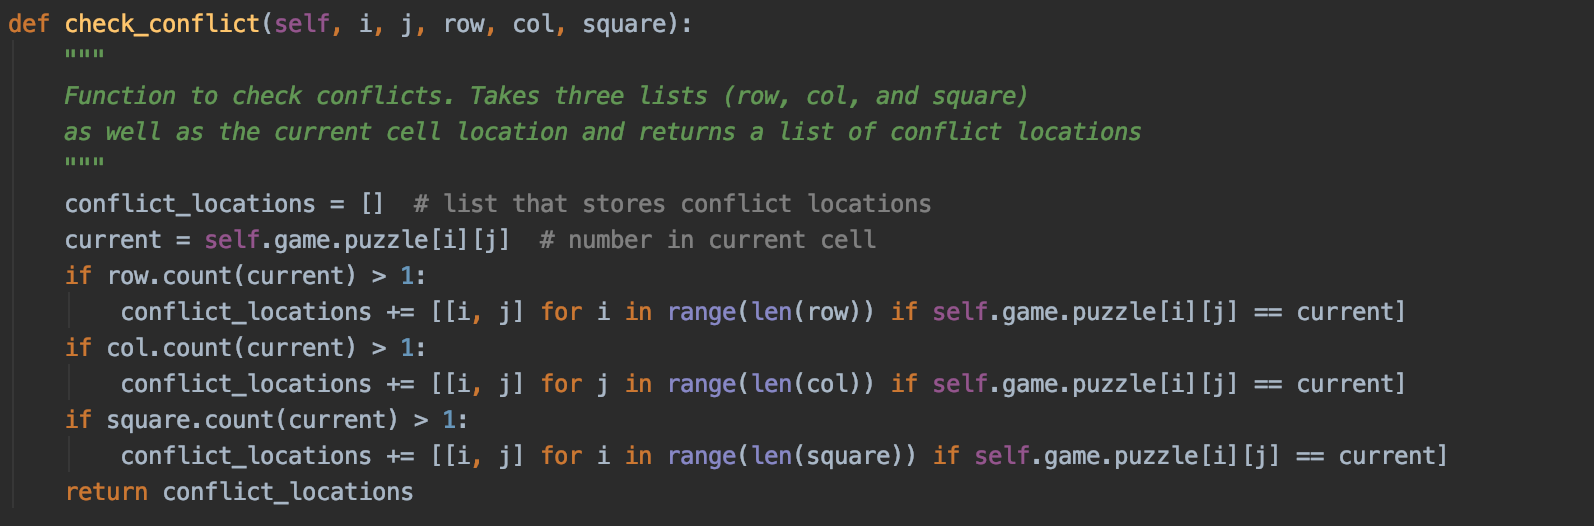 def check_conflict(self, i, j, row, col, square):
    """
    Function to check conflicts. Takes three lists (row, col, and square)
    as well as the current cell location and returns a list of conflict locations
    """
    conflict_locations = []  # list that stores conflict locations
    current = self.game.puzzle[i][j]  # number in current cell
    if row.count(current) > 1:
        conflict_locations += [[i, j] for i in range(len(row)) if self.game.puzzle[i][j] == current]
    if col.count(current) > 1:
        conflict_locations += [[i, j] for j in range(len(col)) if self.game.puzzle[i][j] == current]
    if square.count(current) > 1:
        conflict_locations += [[i, j] for i in range(len(square)) if self.game.puzzle[i][j] == current]
    return conflict_locations